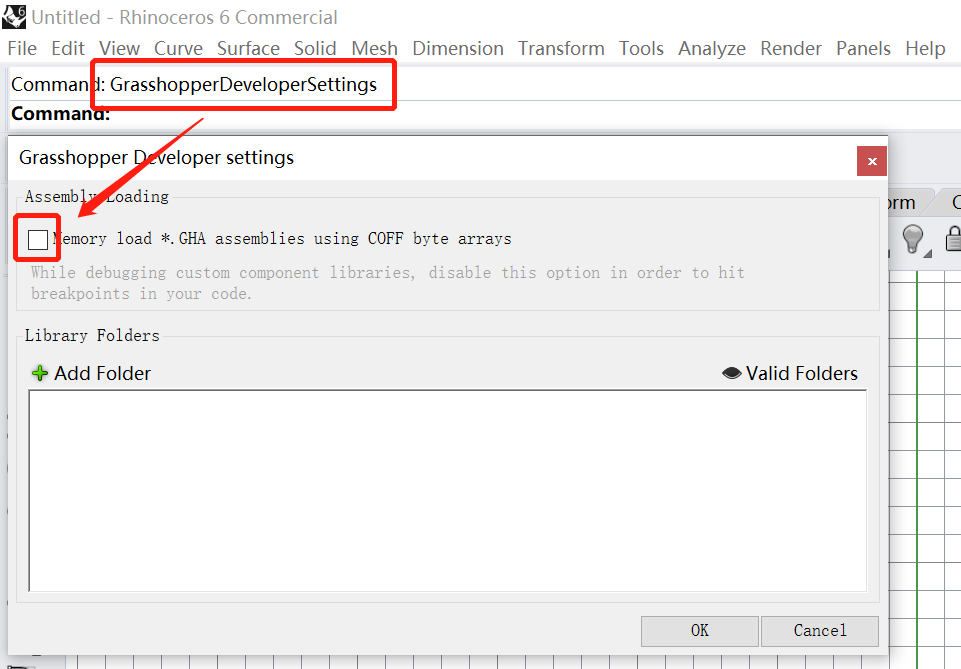 6
Untitled - Rhinoceros 6 Commercial
File Edit View Curve Surface Solid Mesh Dimension Transform Tools Analyze Render Panels Help
Command: GrasshopperDeveloperSettings
Command:
Grasshopper Developer settings
Assembly Loading
Memory load *.GHA assemblies using COFF byte arrays
While debugging custom component libraries, disable this option in order to hit
breakpoints in your code.
Library Folders
Add Folder
Valid Folders
OK
Cancel